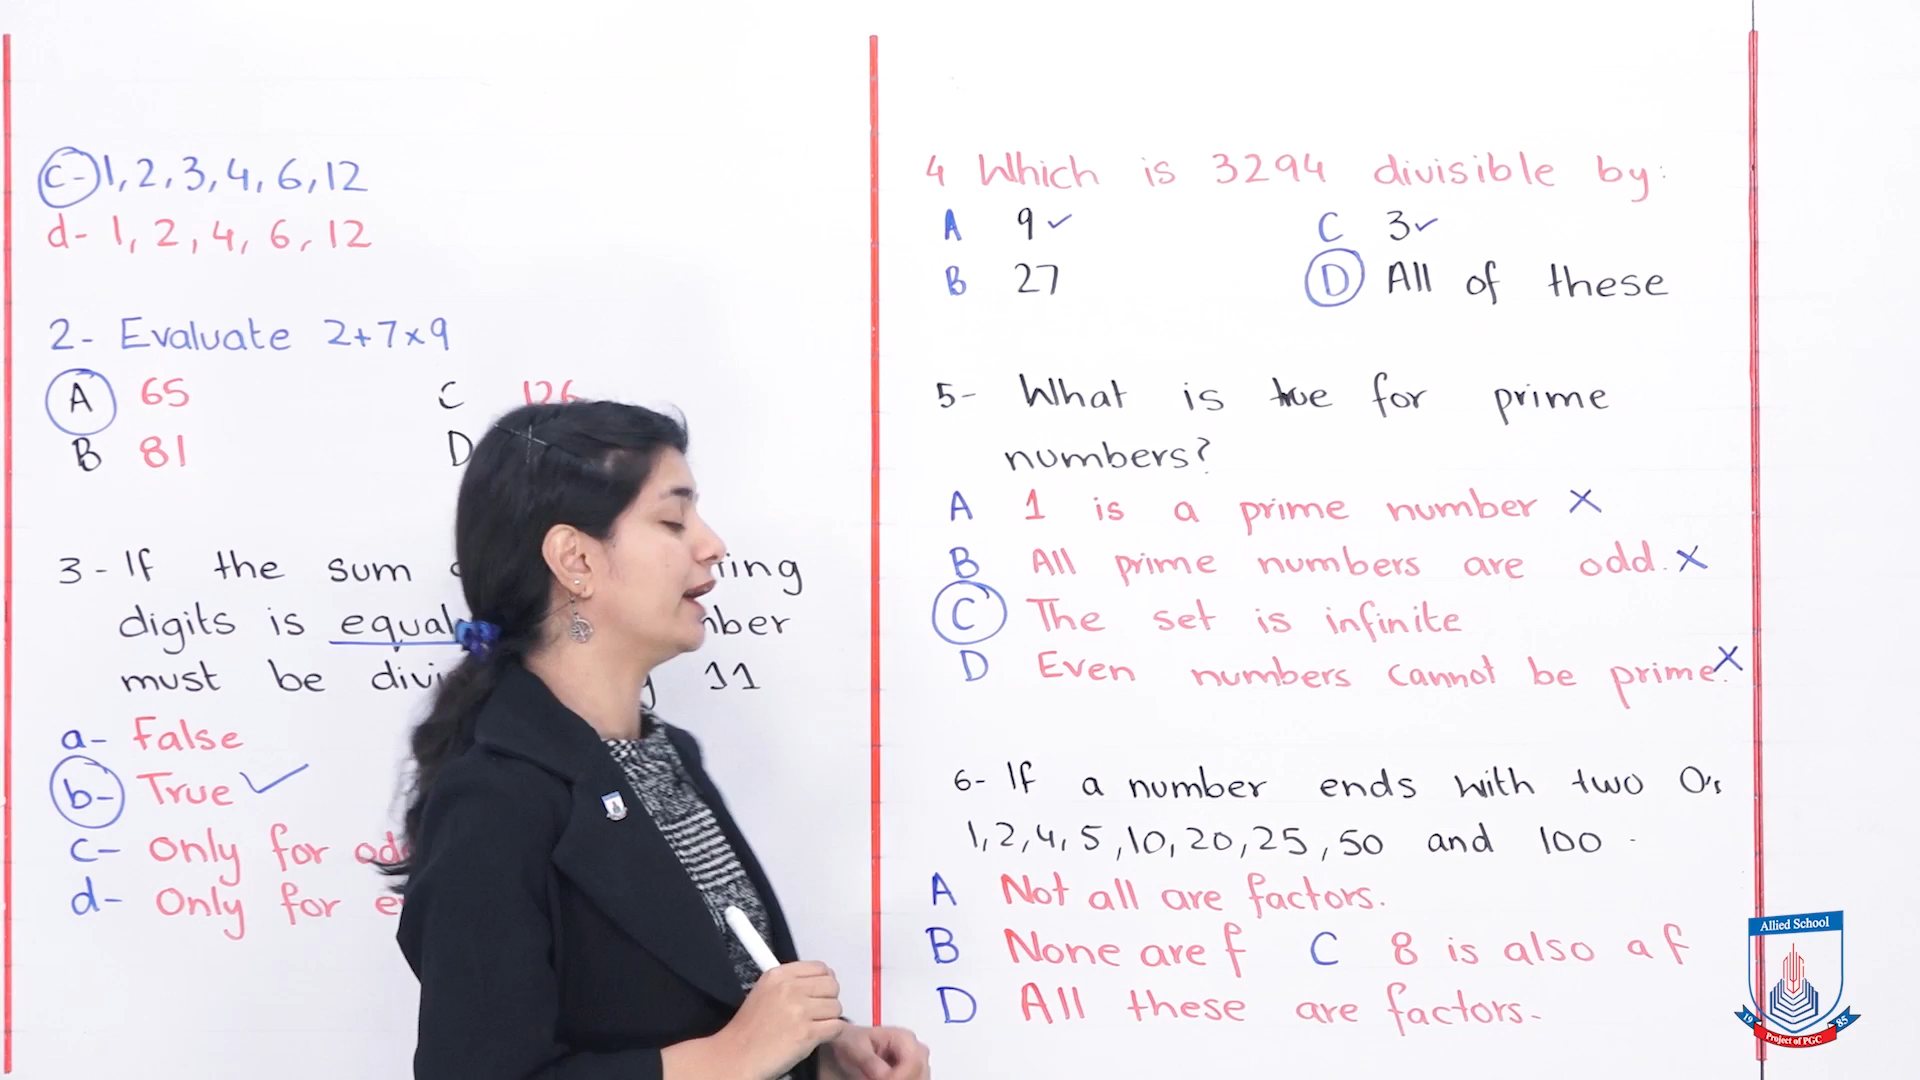 c- 1, 2, 3, 4, 6, 12
d- 1, 2, 4, 6, 12
2- Evaluate 2+7×9
A 65 C 126
B 81 D
3- If the sum
digits is equal
must be 11
a- False
b- True ✓
c- Only for
d- Only for
4 Which is 3294 divisible by:
A 9 ✓ C 3 ✓
B 27 D All of these
5- What is true for prime
numbers?
A 1 is a prime number ×
B All prime numbers are odd. ×
C The set is infinite
D Even numbers cannot be prime. ×
6- If a number ends with two 0's
1, 2, 4, 5, 10, 20, 25, 50 and 100.
A Not all are factors.
B None are f C 8 is also a f
D All these are factors.
Allied School
19 85
Project of PGC